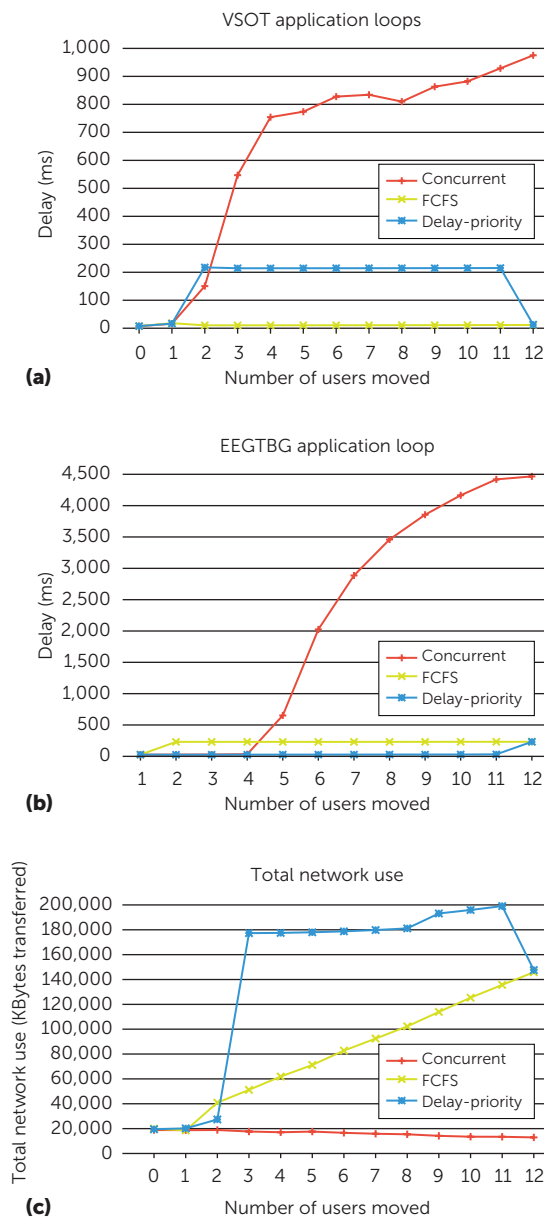 VSOT application loops
1,000
900
800
700
600
500
400
300
200
100
0
Delay (ms)
Concurrent
FCFS
Delay-priority
0 1 2 3 4 5 6 7 8 9 10 11 12
Number of users moved
(a)
EEGTBG application loop
4,500
4,000
3,500
3,000
2,500
2,000
1,500
1,000
500
0
Delay (ms)
Concurrent
FCFS
Delay-priority
1 2 3 4 5 6 7 8 9 10 11 12
Number of users moved
(b)
Total network use
200,000
180,000
160,000
140,000
120,000
100,000
80,000
60,000
40,000
20,000
0
Total network use (KBytes transferred)
Concurrent
FCFS
Delay-priority
0 1 2 3 4 5 6 7 8 9 10 11 12
Number of users moved
(c)